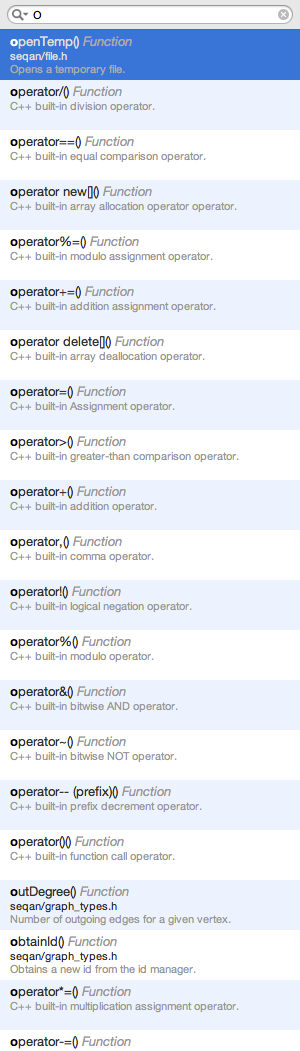 O
openTemp() Function
seqan/file.h
Opens a temporary file.
operator/() Function
C++ built-in division operator.
operator==() Function
C++ built-in equal comparison operator.
operator new[]() Function
C++ built-in array allocation operator operator.
operator%=() Function
C++ built-in modulo assignment operator.
operator+=() Function
C++ built-in addition assignment operator.
operator delete[]() Function
C++ built-in array deallocation operator.
operator=() Function
C++ built-in Assignment operator.
operator>() Function
C++ built-in greater-than comparison operator.
operator+() Function
C++ built-in addition operator.
operator,() Function
C++ built-in comma operator.
operator!() Function
C++ built-in logical negation operator.
operator%() Function
C++ built-in modulo operator.
operator&() Function
C++ built-in bitwise AND operator.
operator~() Function
C++ built-in bitwise NOT operator.
operator-- (prefix)() Function
C++ built-in prefix decrement operator.
operator()() Function
C++ built-in function call operator.
outDegree() Function
seqan/graph_types.h
Number of outgoing edges for a given vertex.
obtainId() Function
seqan/graph_types.h
Obtains a new id from the id manager.
operator*=() Function
C++ built-in multiplication assignment operator.
operator-=() Function